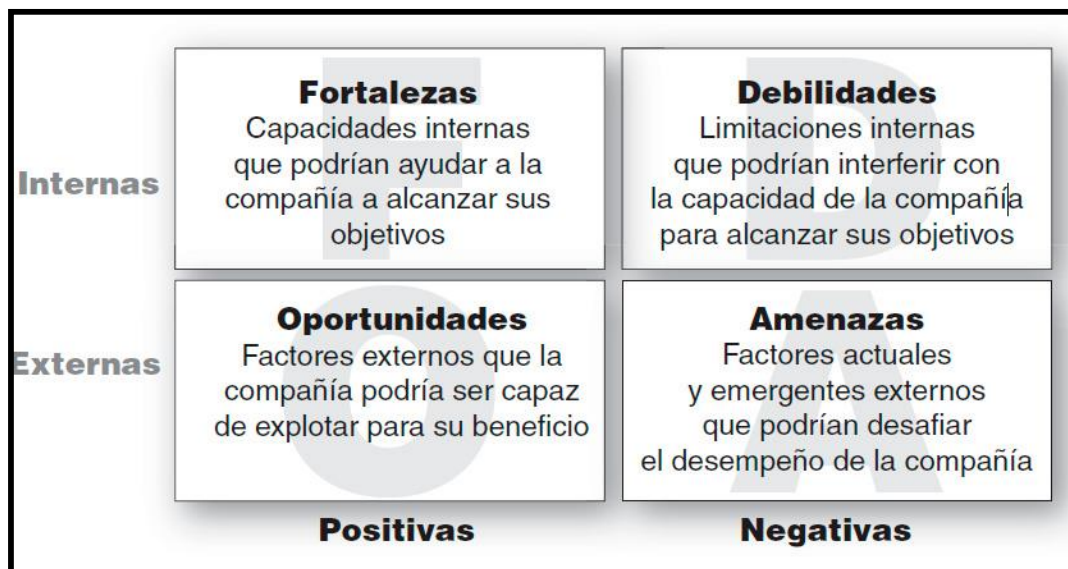 Internas
Fortalezas
Capacidades internas
que podrían ayudar a la
compañía a alcanzar sus
objetivos
Debilidades
Limitaciones internas
que podrían interferir con
la capacidad de la compañía
para alcanzar sus objetivos
Externas
Oportunidades
Factores externos que la
compañía podría ser capaz
de explotar para su beneficio
Amenazas
Factores actuales
y emergentes externos
que podrían desafiar
el desempeño de la compañía
Positivas
Negativas
F
D
O
A